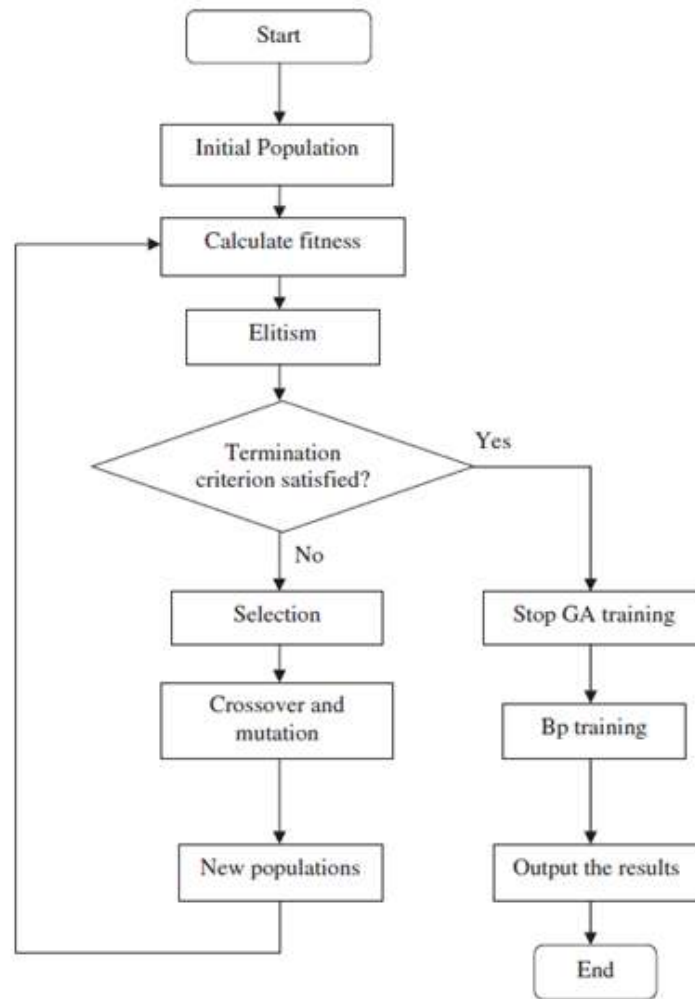 Start
Initial Population
Calculate fitness
Elitism
Termination
criterion satisfied?
Yes
No
Selection
Crossover and
mutation
New populations
Stop GA training
Bp training
Output the results
End